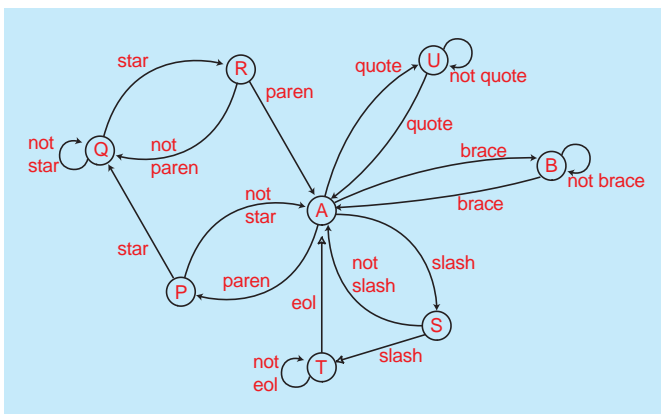 star
R
quote
U
not quote
paren
quote
not
star
Q
not
paren
brace
B
not brace
brace
not
star
A
star
not
slash
slash
P
paren
eol
S
slash
not
eol
T